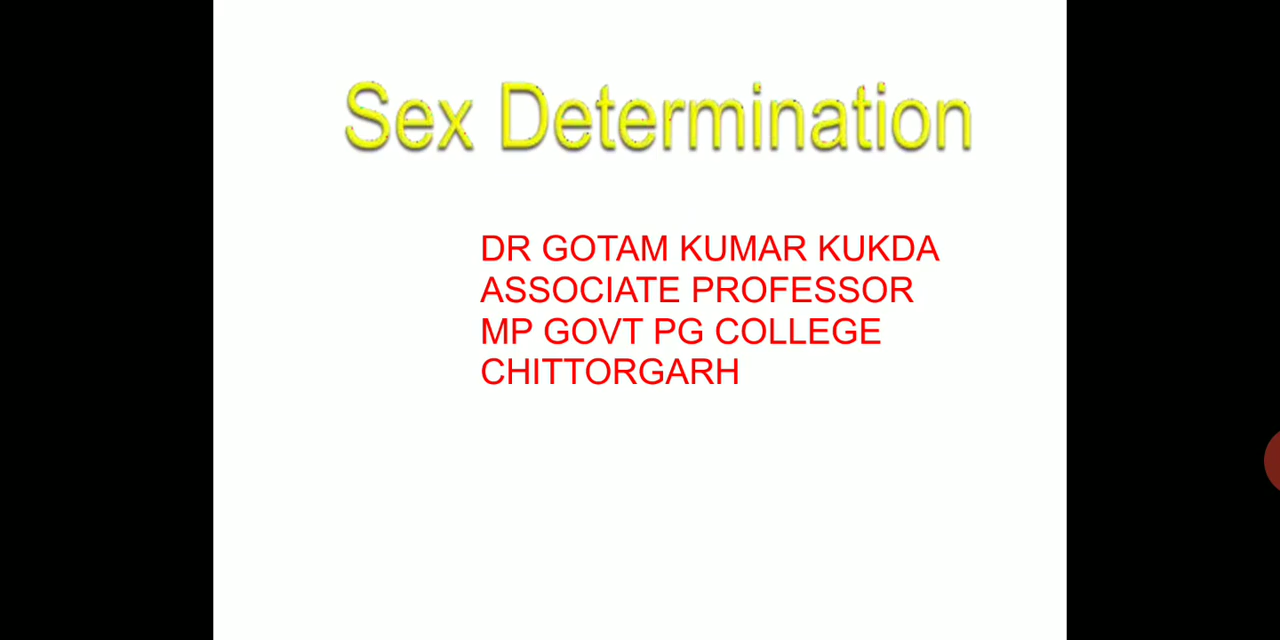 Sex Determination
DR GOTAM KUMAR KUKDA
ASSOCIATE PROFESSOR
MP GOVT PG COLLEGE
CHITTORGARH